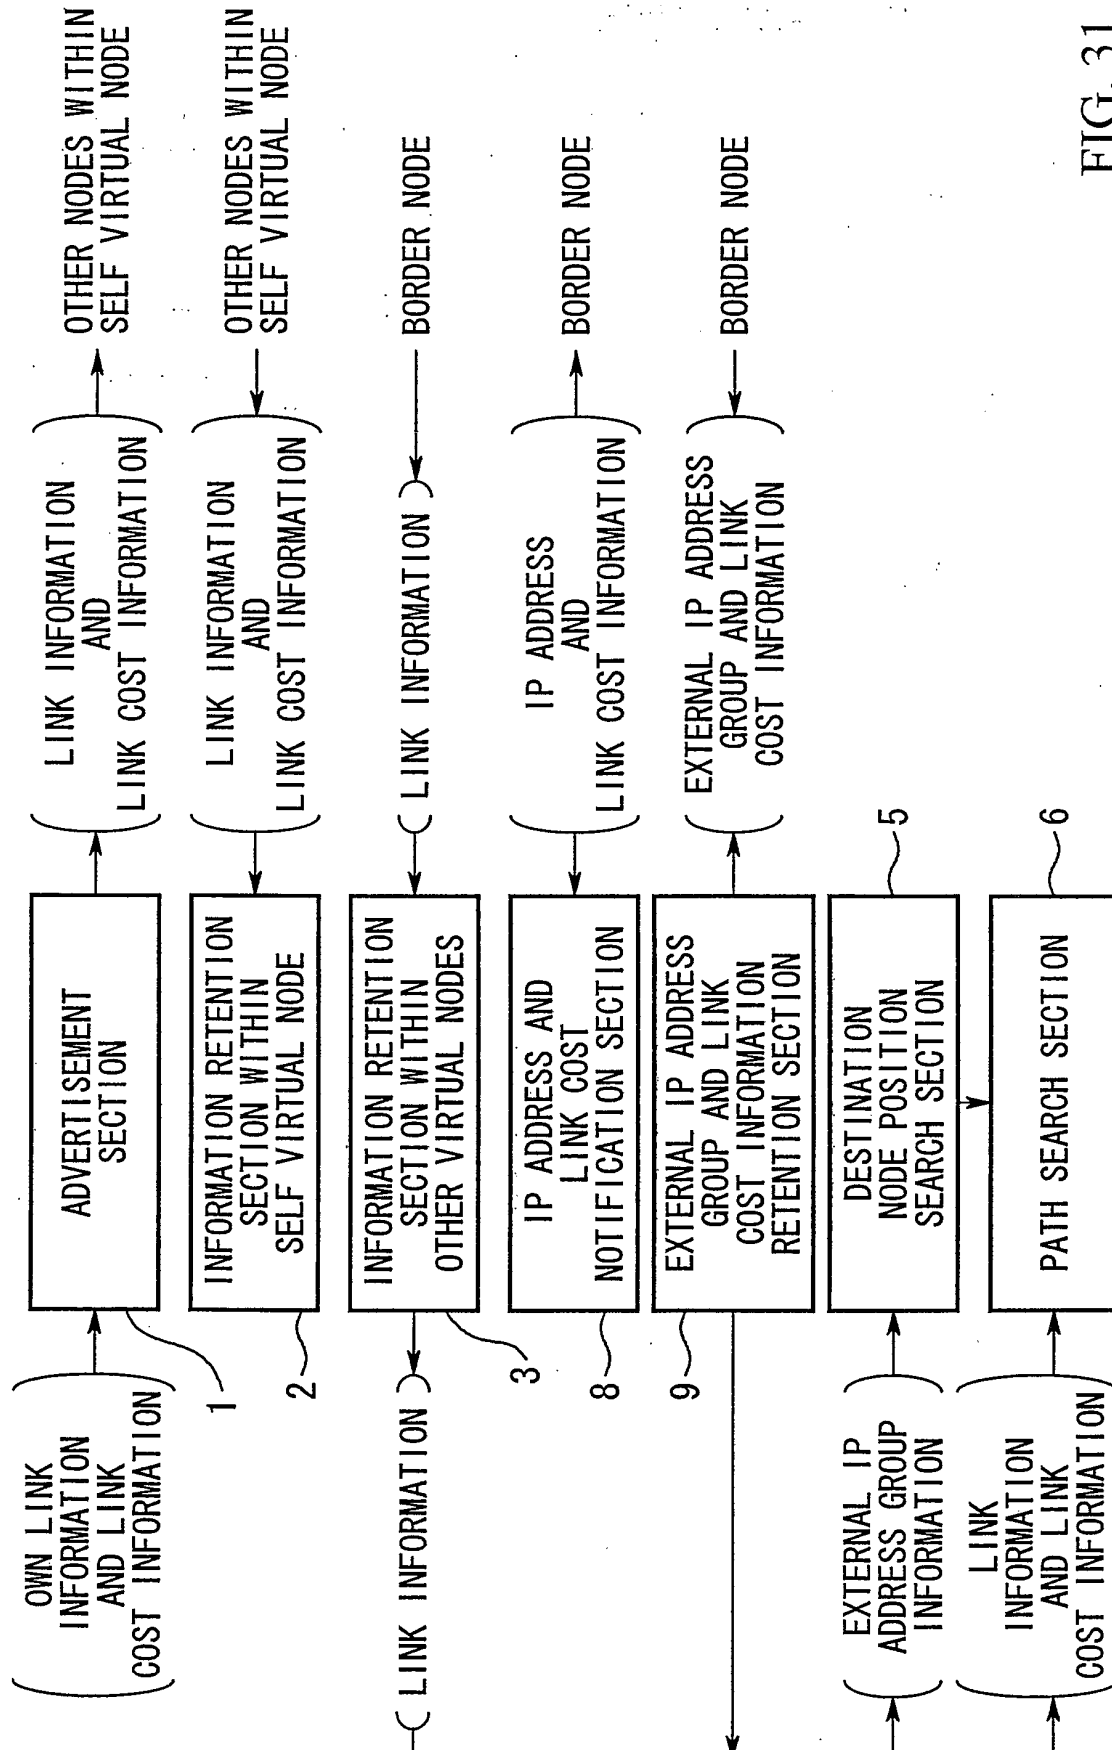 OWN LINK
INFORMATION
AND LINK
COST INFORMATION
1
ADVERTISEMENT
SECTION
LINK INFORMATION
AND
LINK COST INFORMATION
OTHER NODES WITHIN
SELF VIRTUAL NODE
2
INFORMATION RETENTION
SECTION WITHIN
SELF VIRTUAL NODE
LINK INFORMATION
AND
LINK COST INFORMATION
OTHER NODES WITHIN
SELF VIRTUAL NODE
LINK INFORMATION
3
INFORMATION RETENTION
SECTION WITHIN
OTHER VIRTUAL NODES
LINK INFORMATION
BORDER NODE
8
IP ADDRESS AND
LINK COST
NOTIFICATION SECTION
IP ADDRESS
AND
LINK COST INFORMATION
BORDER NODE
9
EXTERNAL IP ADDRESS
GROUP AND LINK
COST INFORMATION
RETENTION SECTION
EXTERNAL IP ADDRESS
GROUP AND LINK
COST INFORMATION
BORDER NODE
EXTERNAL IP
ADDRESS GROUP
INFORMATION
DESTINATION
NODE POSITION
SEARCH SECTION
5
LINK
INFORMATION
AND LINK
COST INFORMATION
PATH SEARCH SECTION
6
FIG. 31